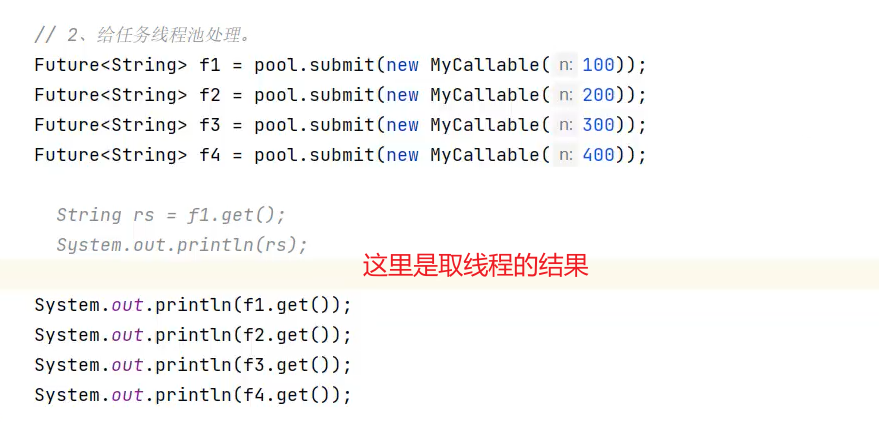 // 2、给任务线程池处理。
Future<String> f1 = pool.submit(new MyCallable( n: 100));
Future<String> f2 = pool.submit(new MyCallable( n: 200));
Future<String> f3 = pool.submit(new MyCallable( n: 300));
Future<String> f4 = pool.submit(new MyCallable( n: 400));
String rs = f1.get();
System.out.println(rs);
这里是取线程的结果
System.out.println(f1.get());
System.out.println(f2.get());
System.out.println(f3.get());
System.out.println(f4.get());